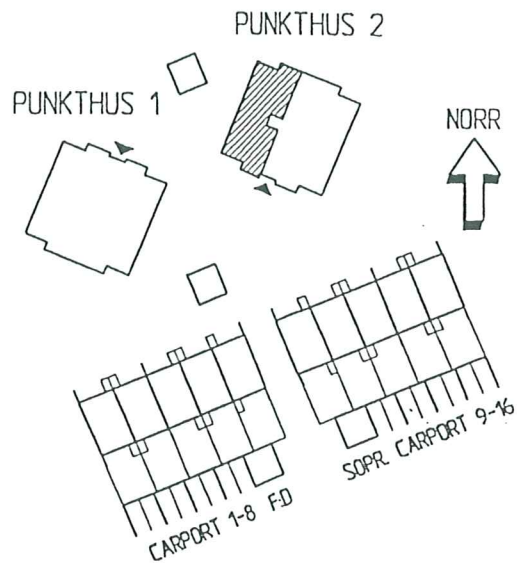 PUNKTHUS 2
PUNKTHUS 1
NORR
SOPR. CARPORT 9-16
CARPORT 1-8 F.D